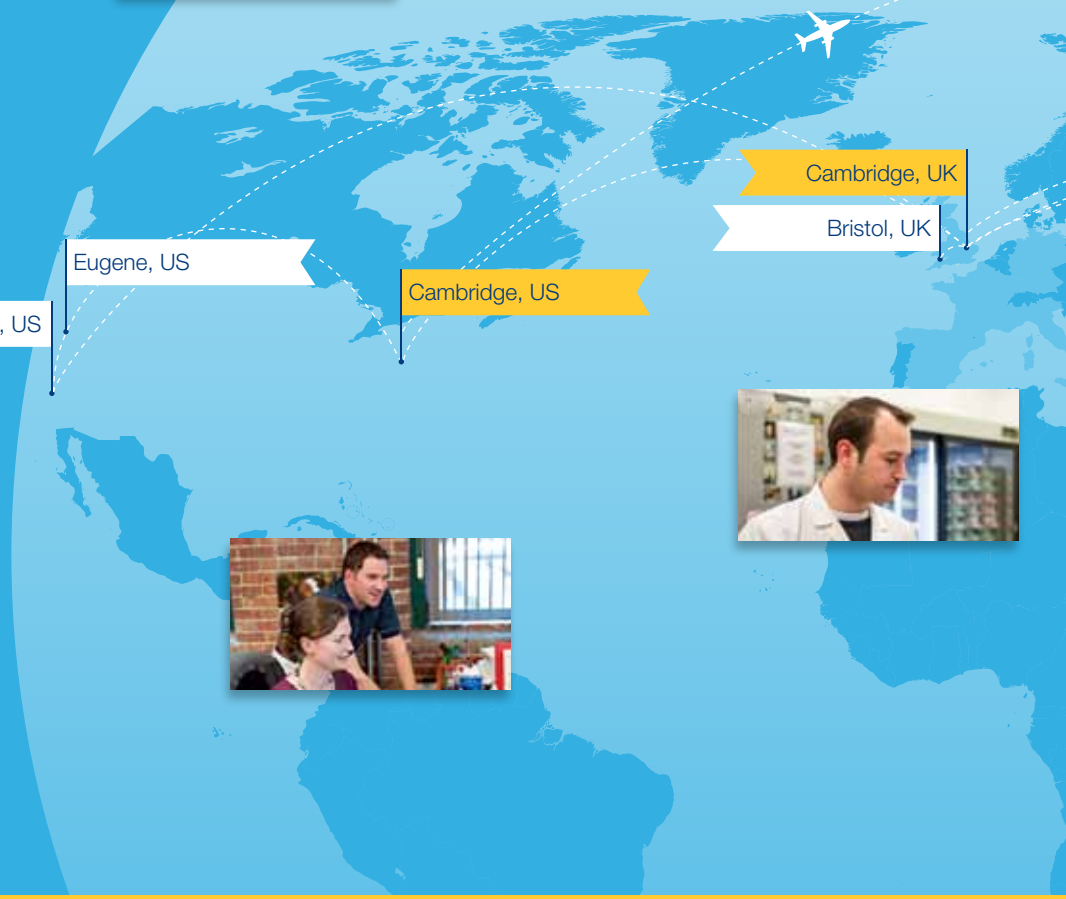 Cambridge, UK
Bristol, UK
Eugene, US
Cambridge, US
, US